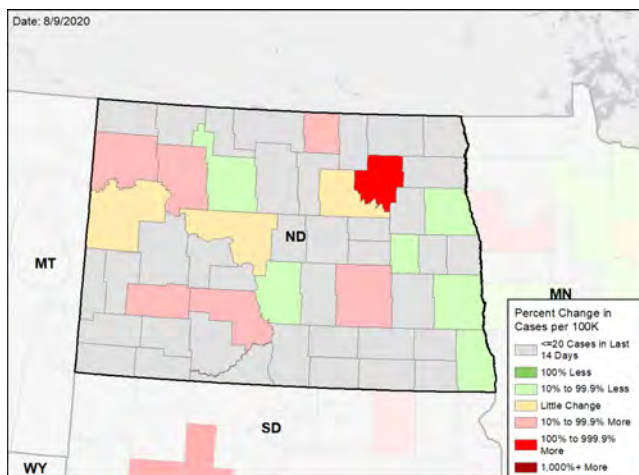 Date: 8/9/2020
ND
MT
MN
SD
WY
Percent Change in
Cases per 100K
<=20 Cases in Last
14 Days
100% Less
10% to 99.9% Less
Little Change
10% to 99.9% More
100% to 999.9%
More
1,000%+ More